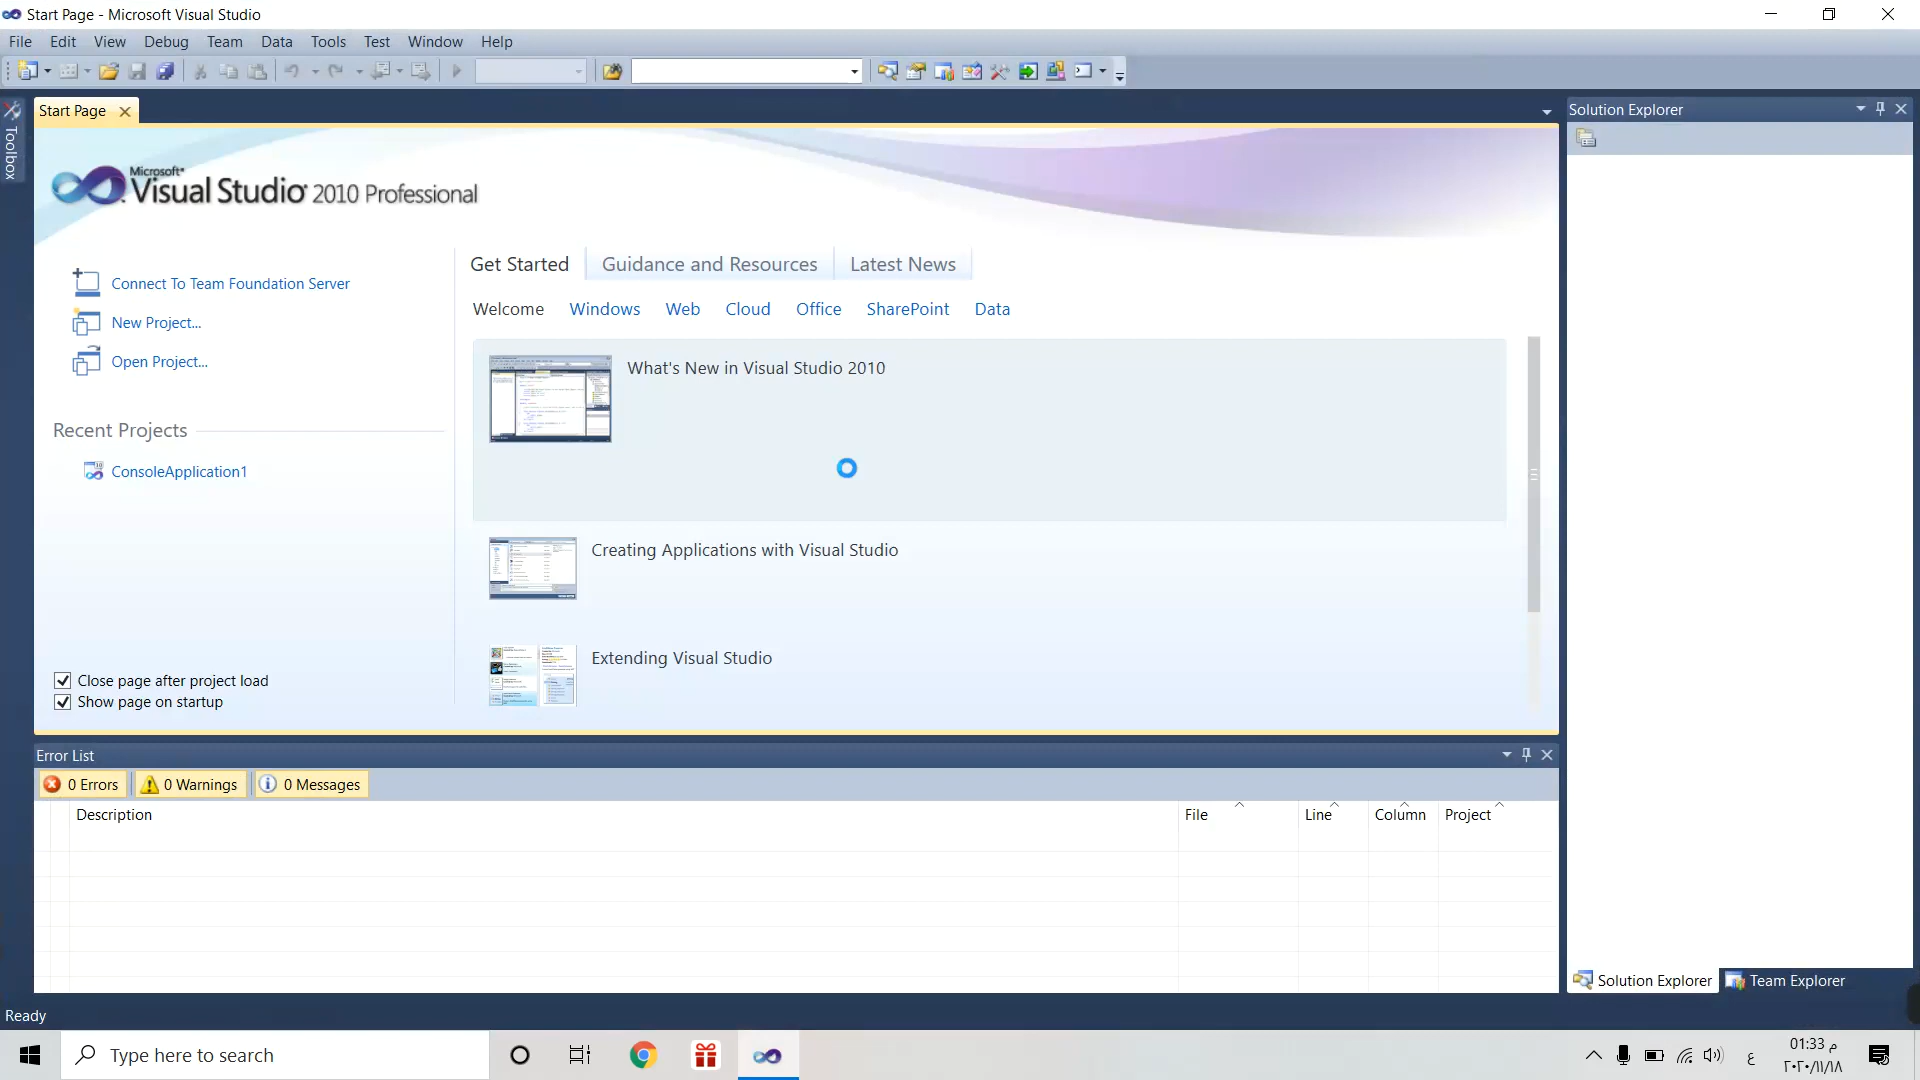 Start Page - Microsoft Visual Studio
File Edit View Debug Team Data Tools Test Window Help
Toolbox
Start Page
Solution Explorer
Microsoft®
Visual Studio® 2010 Professional
Connect To Team Foundation Server
New Project...
Open Project...
Recent Projects
ConsoleApplication1
Close page after project load
Show page on startup
Get Started Guidance and Resources Latest News
Welcome Windows Web Cloud Office SharePoint Data
What's New in Visual Studio 2010
Creating Applications with Visual Studio
Extending Visual Studio
Error List
0 Errors 0 Warnings 0 Messages
Description File Line Column Project
Solution Explorer Team Explorer
Ready
Type here to search
ع
01:33 م
٢٠٢٠/١١/١٨